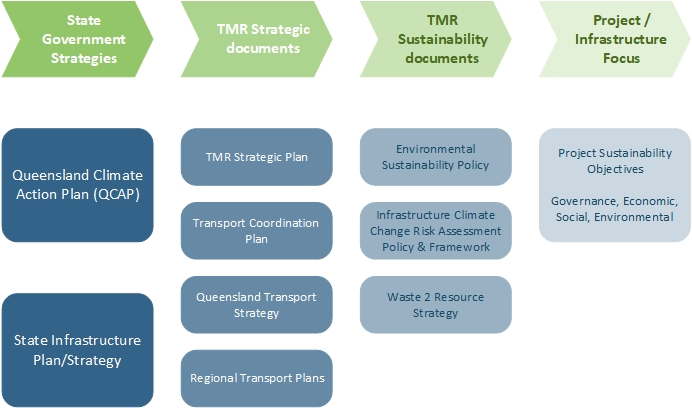 State
Government
Strategies
TMR Strategic
documents
TMR
Sustainability
documents
Project /
Infrastructure
Focus
Queensland Climate
Action Plan (QCAP)
State Infrastructure
Plan/Strategy
TMR Strategic Plan
Transport Coordination
Plan
Queensland Transport
Strategy
Regional Transport Plans
Environmental
Sustainability Policy
Infrastructure Climate
Change Risk Assessment
Policy & Framework
Waste 2 Resource
Strategy
Project Sustainability
Objectives
Governance, Economic,
Social, Environmental